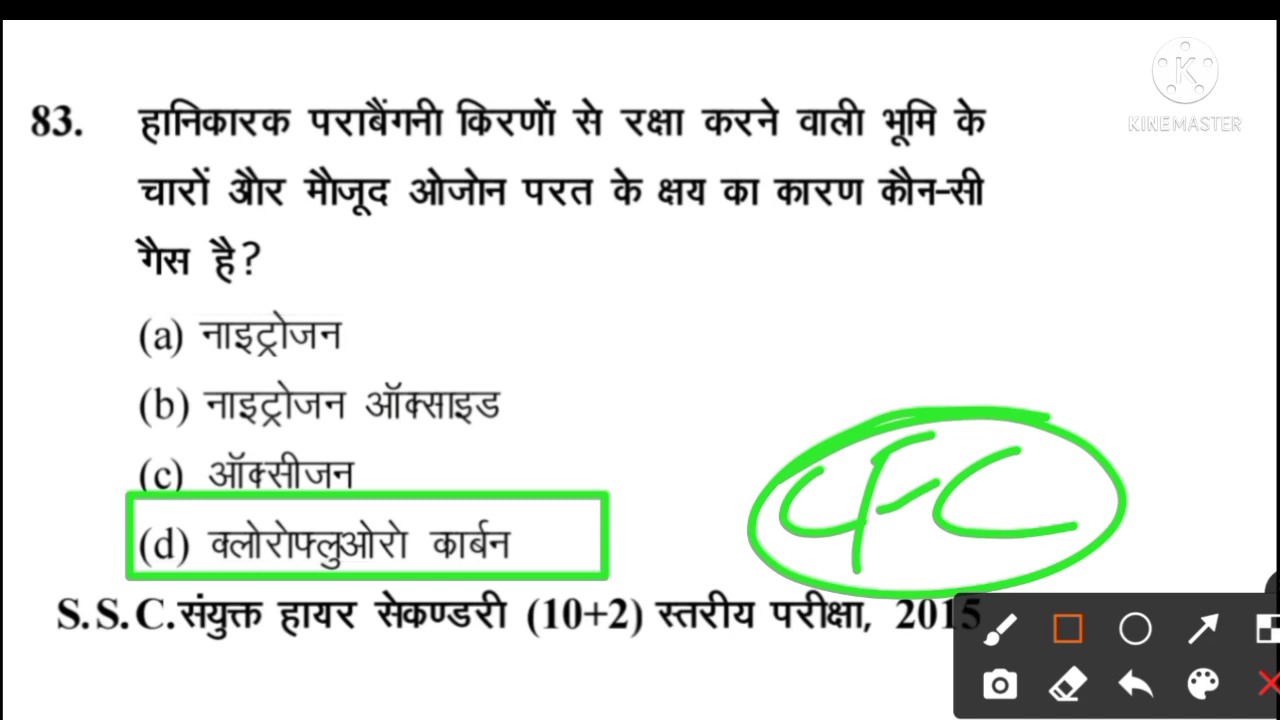 KINEMASTER
83. हानिकारक पराबैंगनी किरणों से रक्षा करने वाली भूमि के
चारों और मौजूद ओजोन परत के क्षय का कारण कौन-सी
गैस है?
(a) नाइट्रोजन
(b) नाइट्रोजन ऑक्साइड
(c) ऑक्सीजन
(d) क्लोरोफ्लुओरो कार्बन
CFC
S.S.C.संयुक्त हायर सेकण्डरी (10+2) स्तरीय परीक्षा, 2015